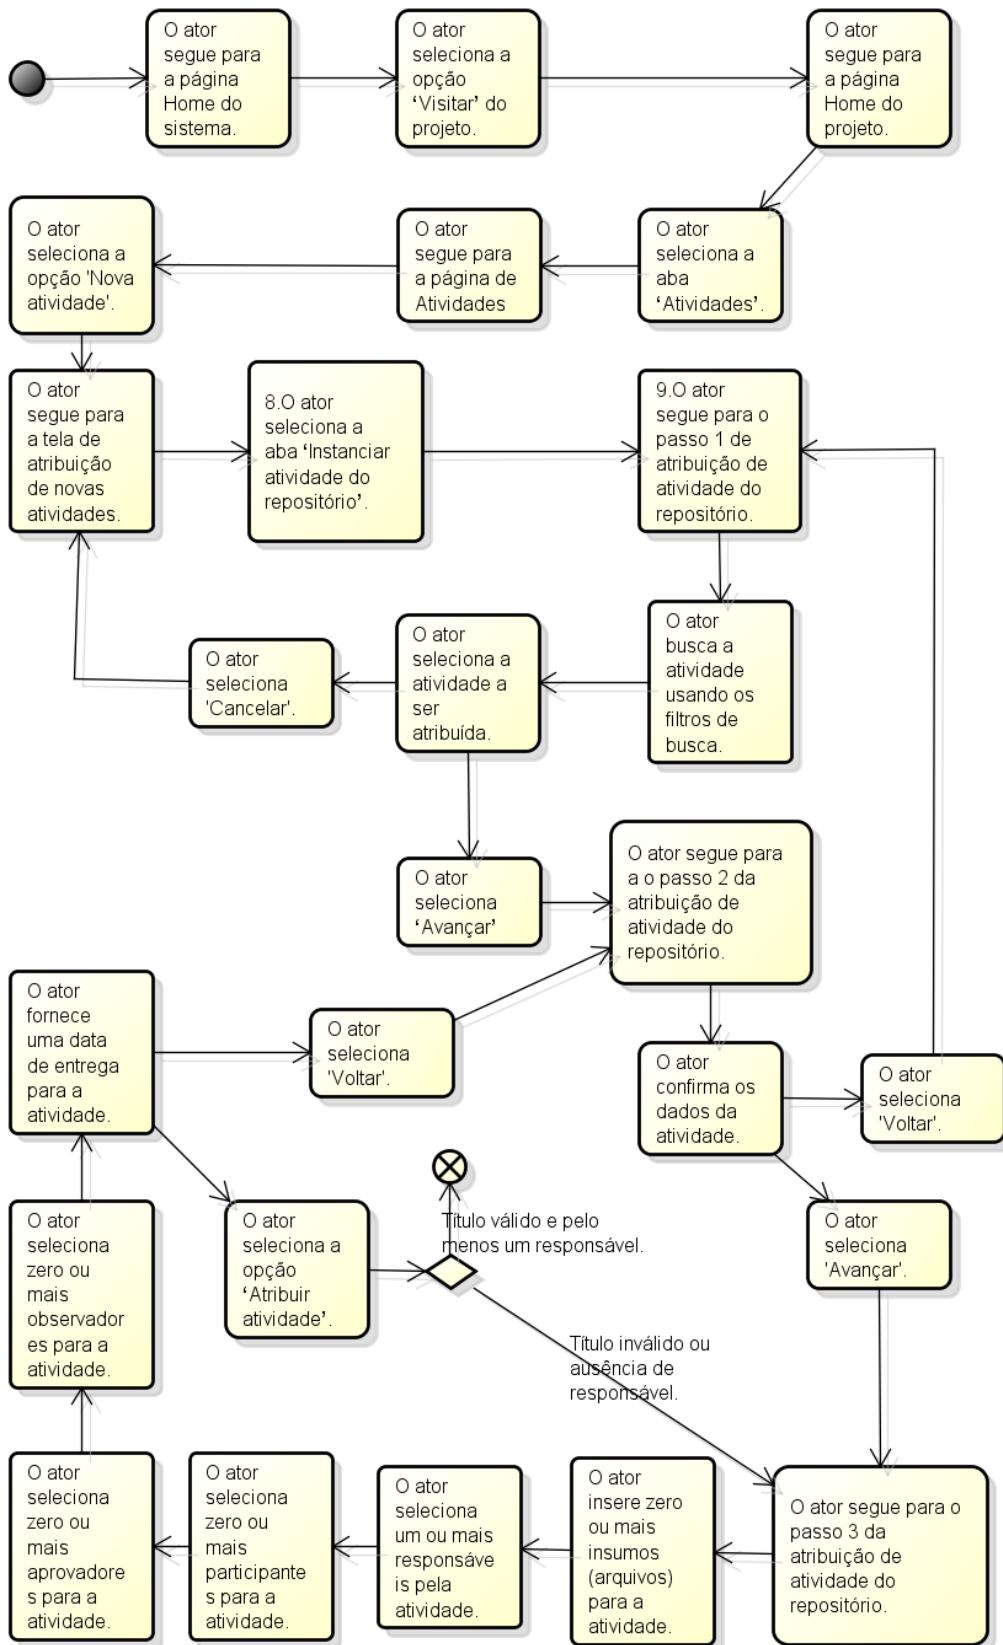 O ator
segue para
a página
Home do
sistema.
O ator
seleciona a
opção
‘Visitar’ do
projeto.
O ator
segue para
a página
Home do
projeto.
O ator
seleciona a
opção 'Nova
atividade'.
O ator
segue para
a página de
Atividades
O ator
seleciona a
aba
‘Atividades’.
O ator
segue para
a tela de
atribuição
de novas
atividades.
8.O ator
seleciona a
aba ‘Instanciar
atividade do
repositório’.
9.O ator
segue para o
passo 1 de
atribuição de
atividade do
repositório.
O ator
seleciona
'Cancelar'.
O ator
seleciona a
atividade a
ser
atribuída.
O ator
busca a
atividade
usando os
filtros de
busca.
O ator
seleciona
‘Avançar’
O ator segue para
a o passo 2 da
atribuição de
atividade do
repositório.
O ator
fornece
uma data
de entrega
para a
atividade.
O ator
seleciona
'Voltar'.
O ator
confirma os
dados da
atividade.
O ator
seleciona
'Voltar'.
O ator
seleciona
zero ou
mais
observador
es para a
atividade.
O ator
seleciona a
opção
‘Atribuir
atividade’.
Título válido e pelo
menos um responsável.
O ator
seleciona
'Avançar'.
Título inválido ou
ausência de
responsável.
O ator
seleciona
zero ou
mais
aprovadore
s para a
atividade.
O ator
seleciona
zero ou
mais
participante
s para a
atividade.
O ator
seleciona
um ou mais
responsáve
is pela
atividade.
O ator
insere zero
ou mais
insumos
(arquivos)
para a
atividade.
O ator segue para o
passo 3 da
atribuição de
atividade do
repositório.